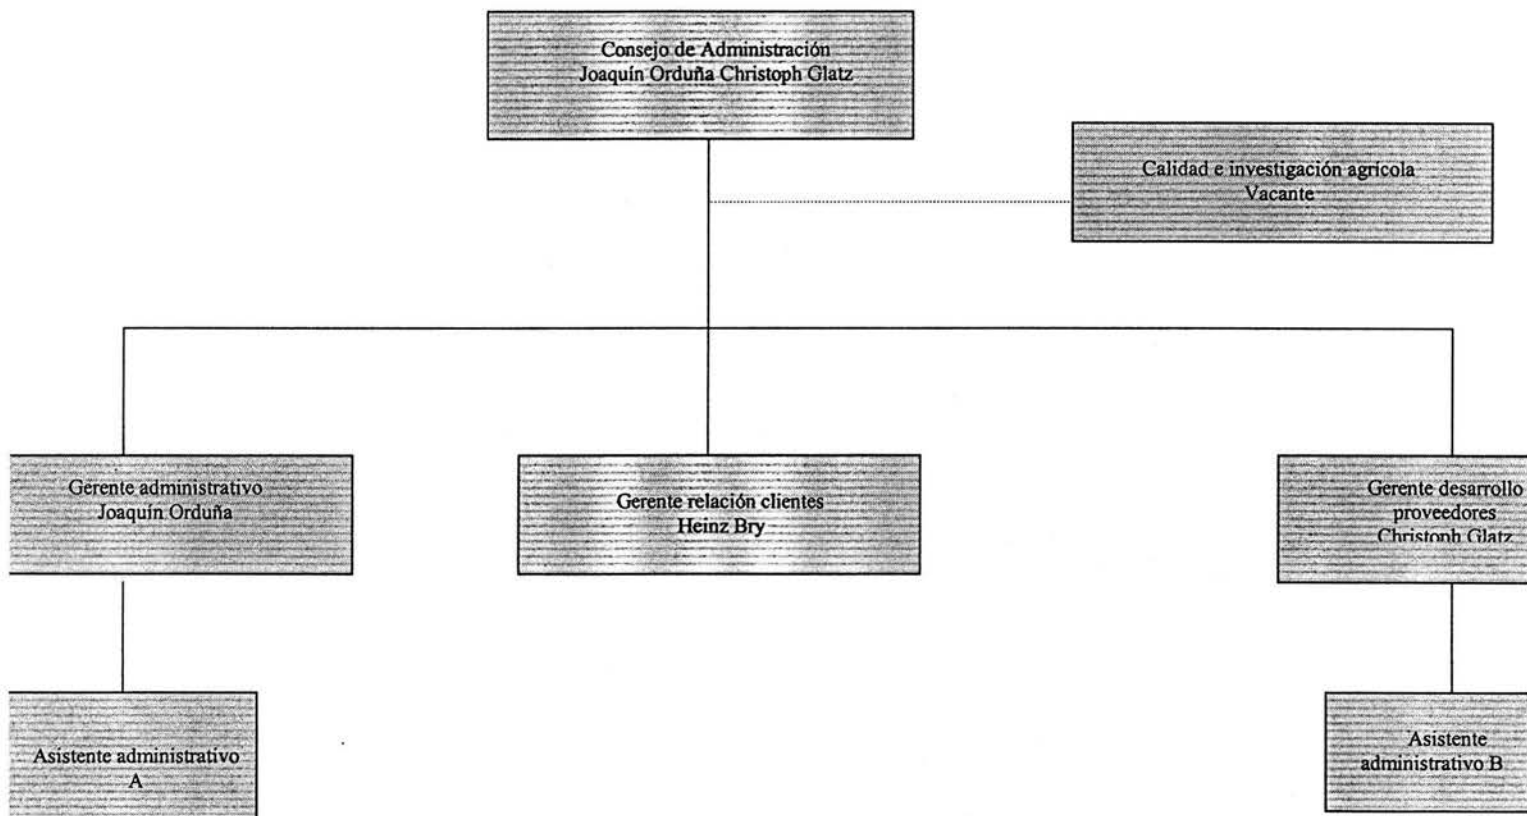 Consejo de Administración
Joaquín Orduña Christoph Glatz
Calidad e investigación agrícola
Vacante
Gerente administrativo
Joaquín Orduña
Gerente relación clientes
Heinz Bry
Gerente desarrollo
proveedores
Christoph Glatz
Asistente administrativo
A
Asistente
administrativo B